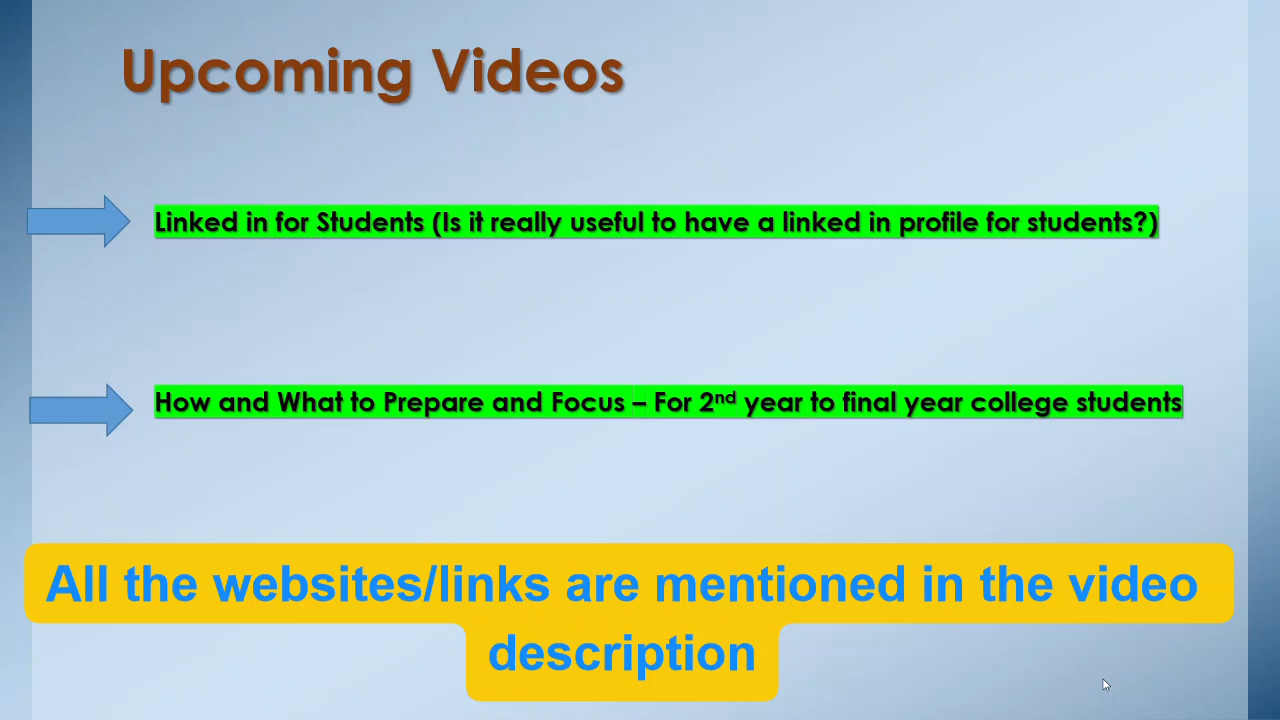 Upcoming Videos
Linked in for Students (Is it really useful to have a linked in profile for students?)
How and What to Prepare and Focus – For 2nd year to final year college students
All the websites/links are mentioned in the video
description